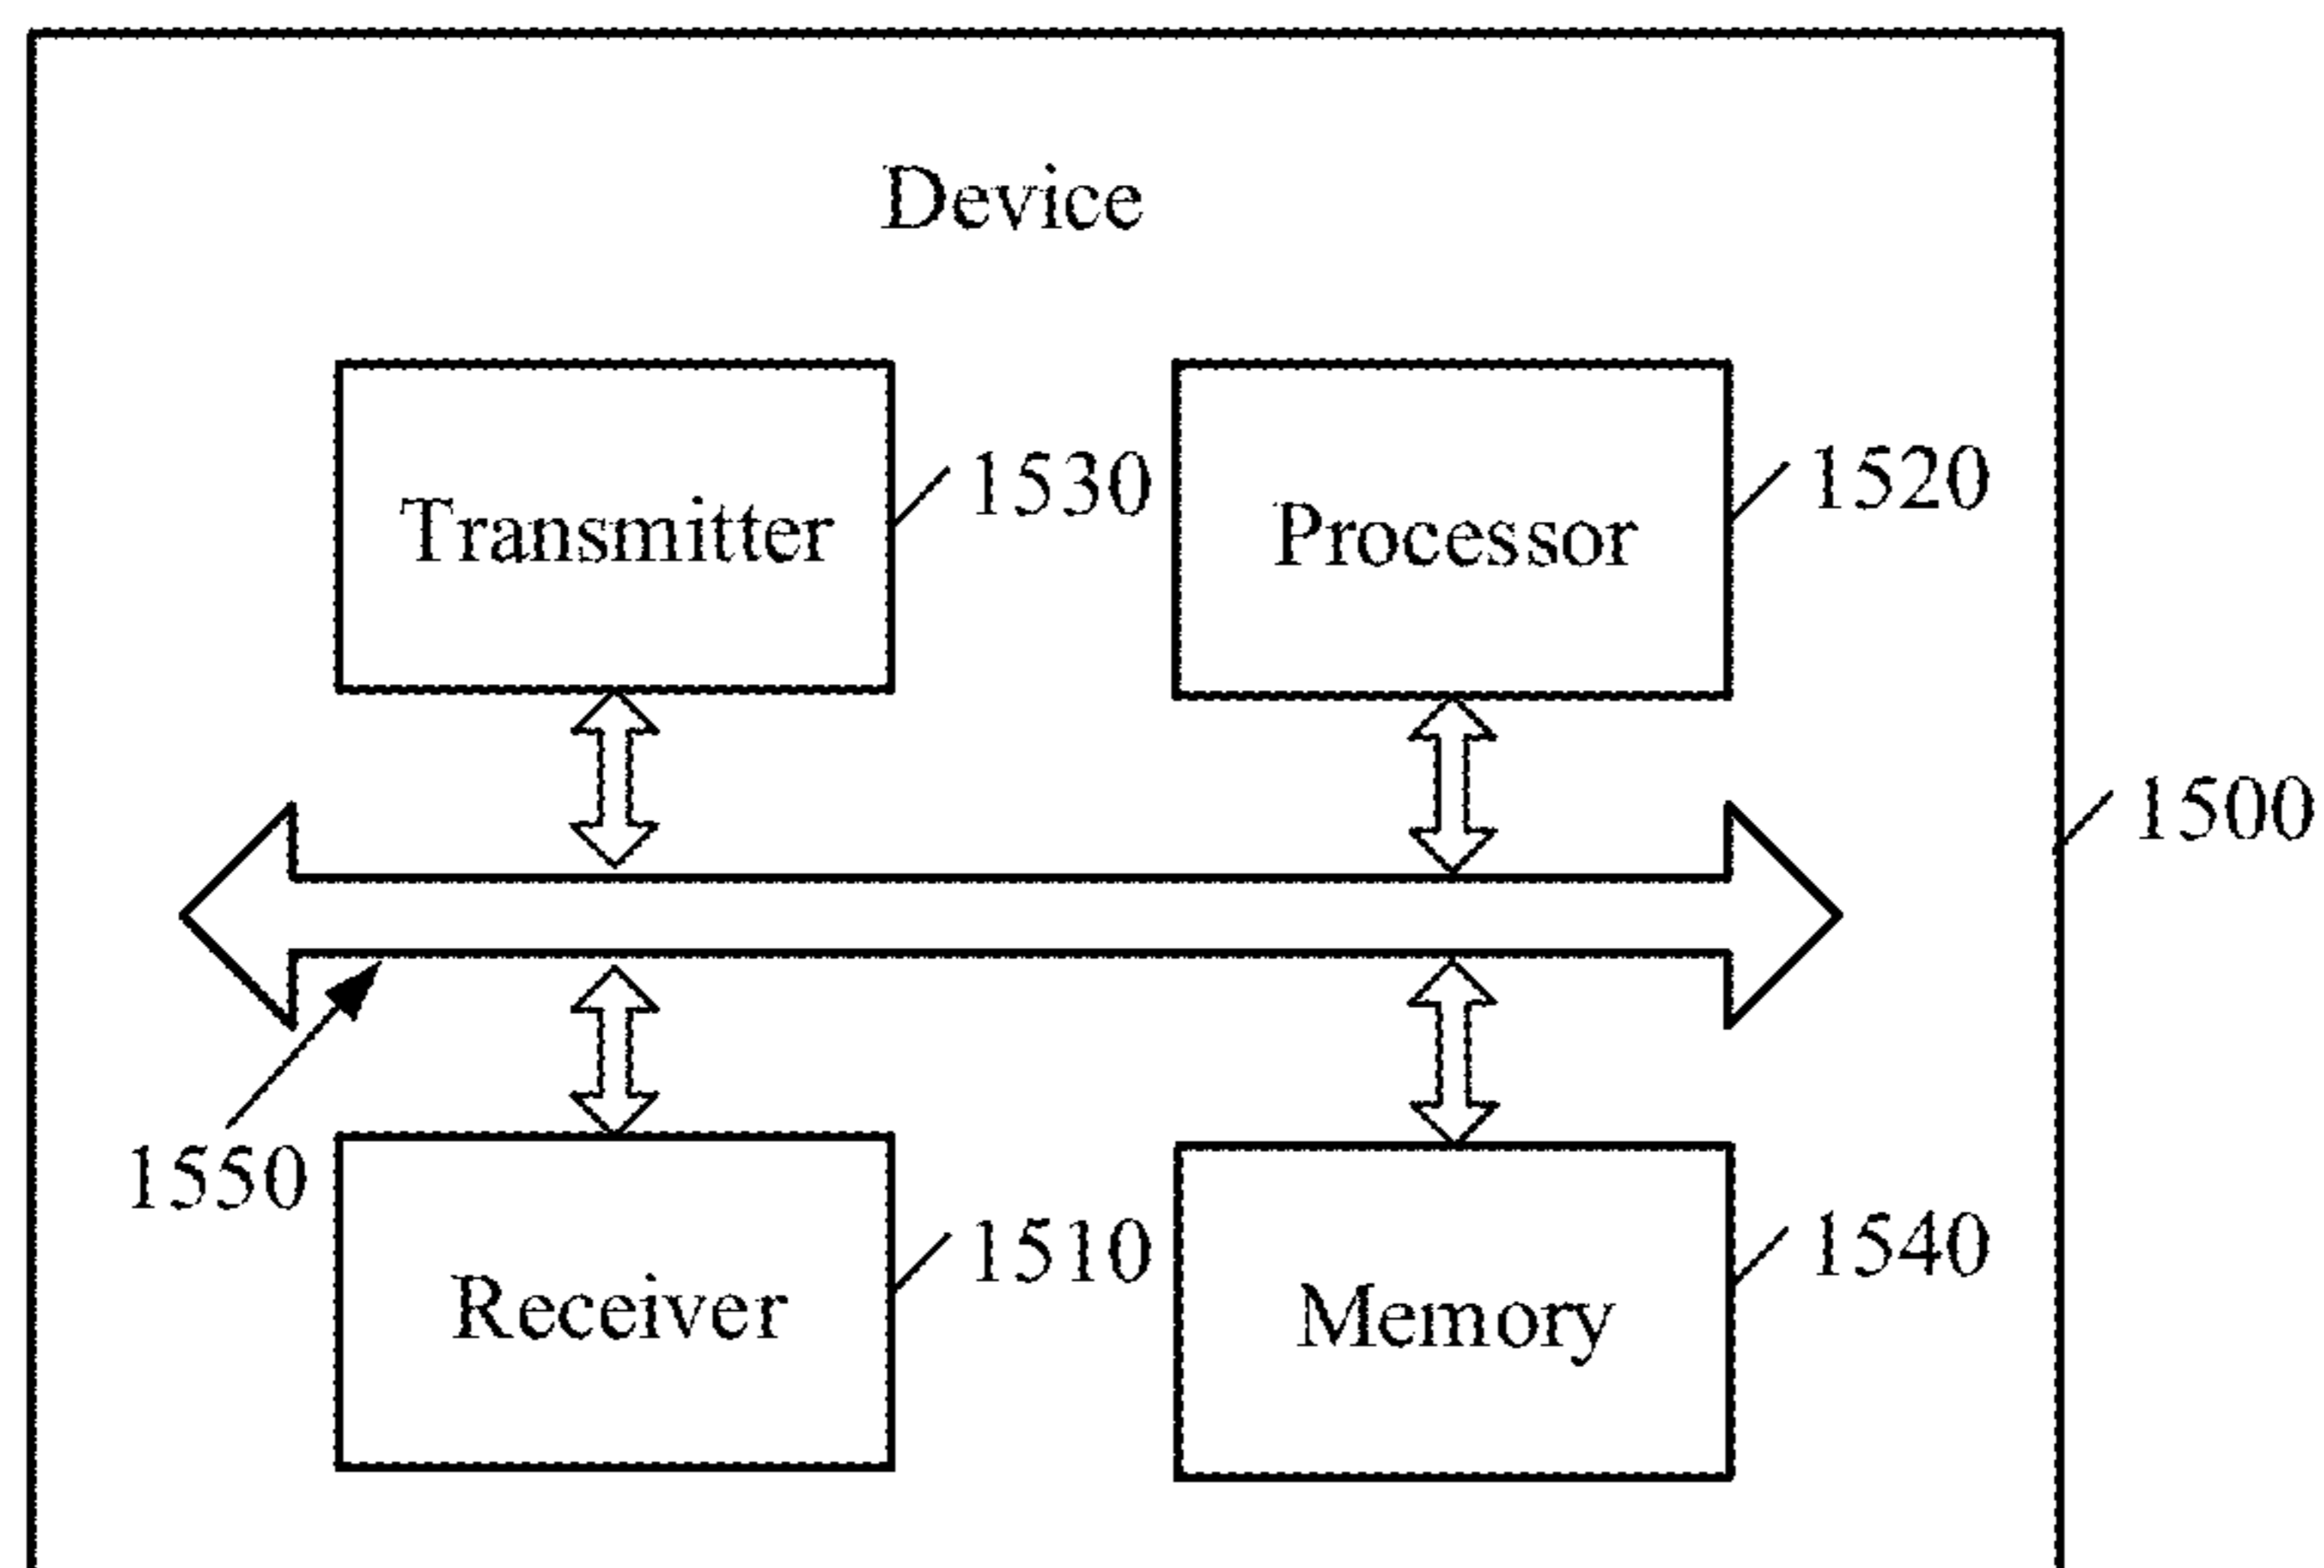 Device
1530
1520
Transmitter
Processor
1500
1550
1510
1540
Receiver
Memory